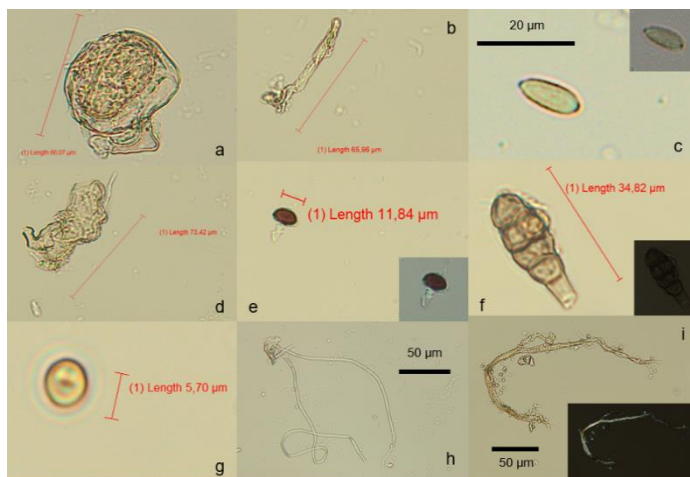 (1) Length 60,07 µm
a
b
(1) Length 65,66 µm
20 µm
c
(1) Length 73,42 µm
d
(1) Length 11,84 µm
e
(1) Length 34,82 µm
f
(1) Length 5,70 µm
g
50 µm
h
i
50 µm